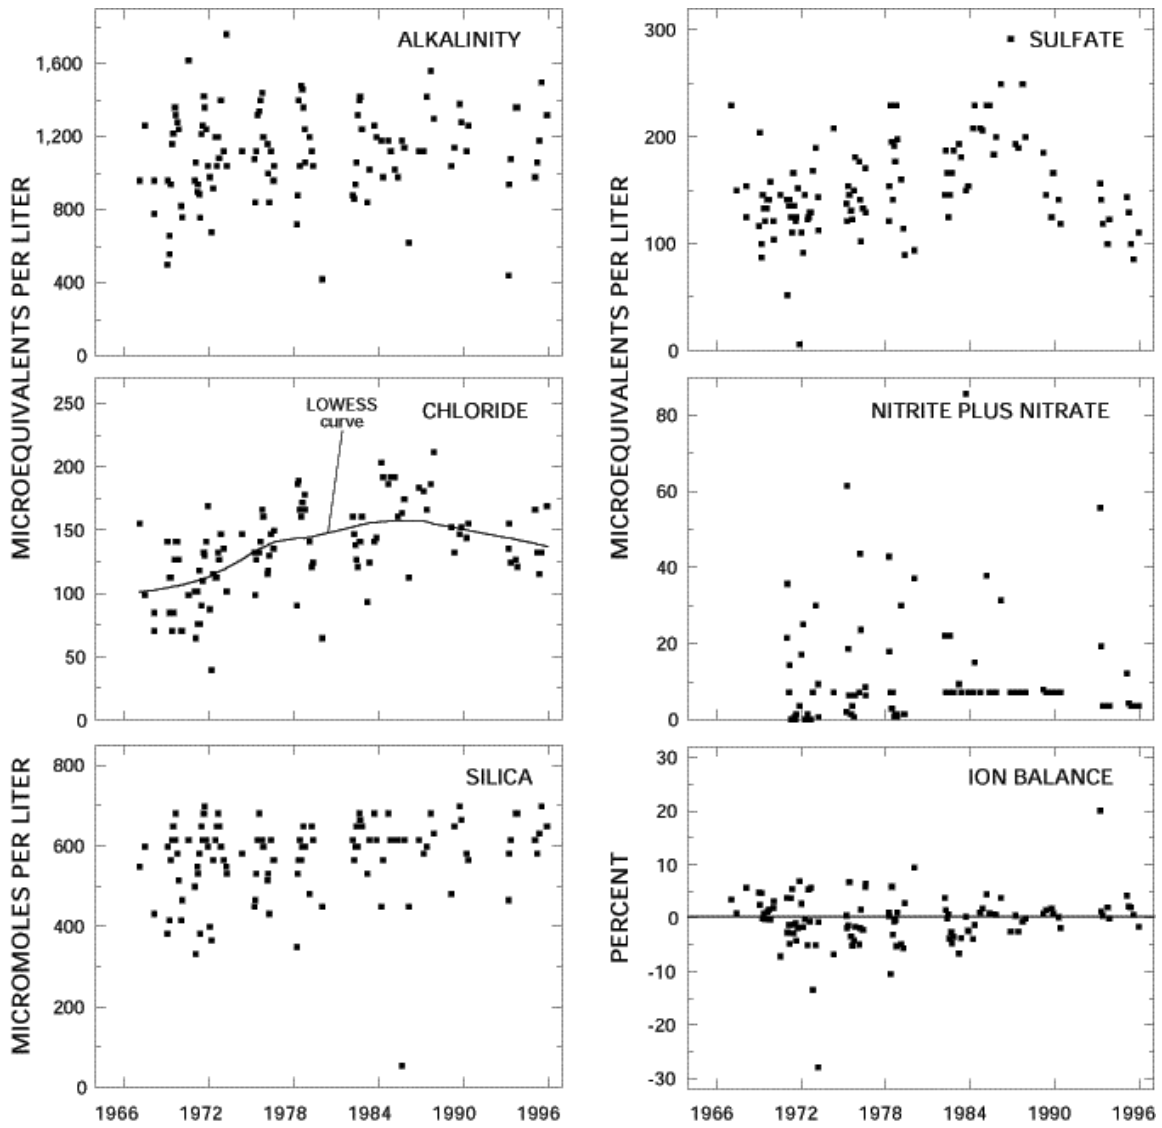 ALKALINITY
1,600
1,200
800
400
0
MICROEQUIVALENTS PER LITER
SULFATE
300
200
100
0
MICROEQUIVALENTS PER LITER
CHLORIDE
LOWESS
curve
250
200
150
100
50
0
NITRITE PLUS NITRATE
80
60
40
20
0
SILICA
800
600
400
200
0
MICROMOLES PER LITER
1966 1972 1978 1984 1990 1996
ION BALANCE
30
20
10
0
-10
-20
-30
PERCENT
1966 1972 1978 1984 1990 1996